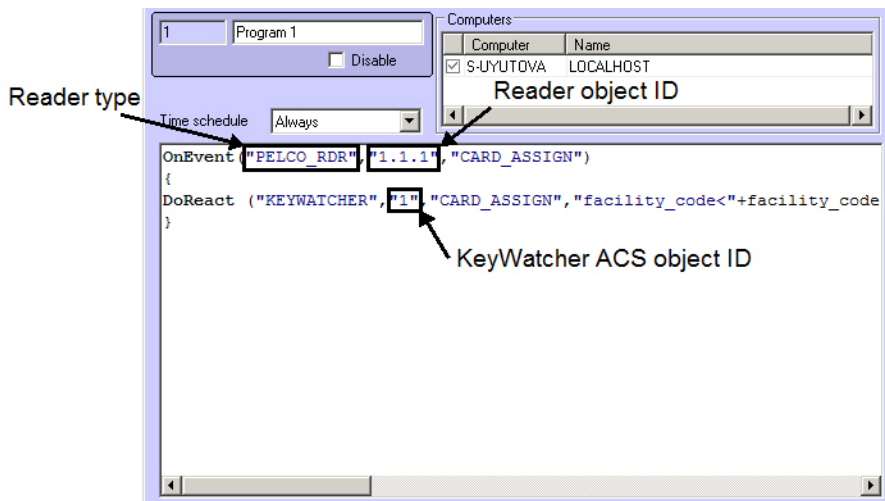 Computers
1 Program 1
Computer Name
Disable
S-UYUTOVA LOCALHOST
Reader type
Reader object ID
Time schedule Always
OnEvent("PELCO_RDR","1.1.1","CARD_ASSIGN")
{
DoReact ("KEYWATCHER","1","CARD_ASSIGN","facility_code<"+facility_code
}
KeyWatcher ACS object ID